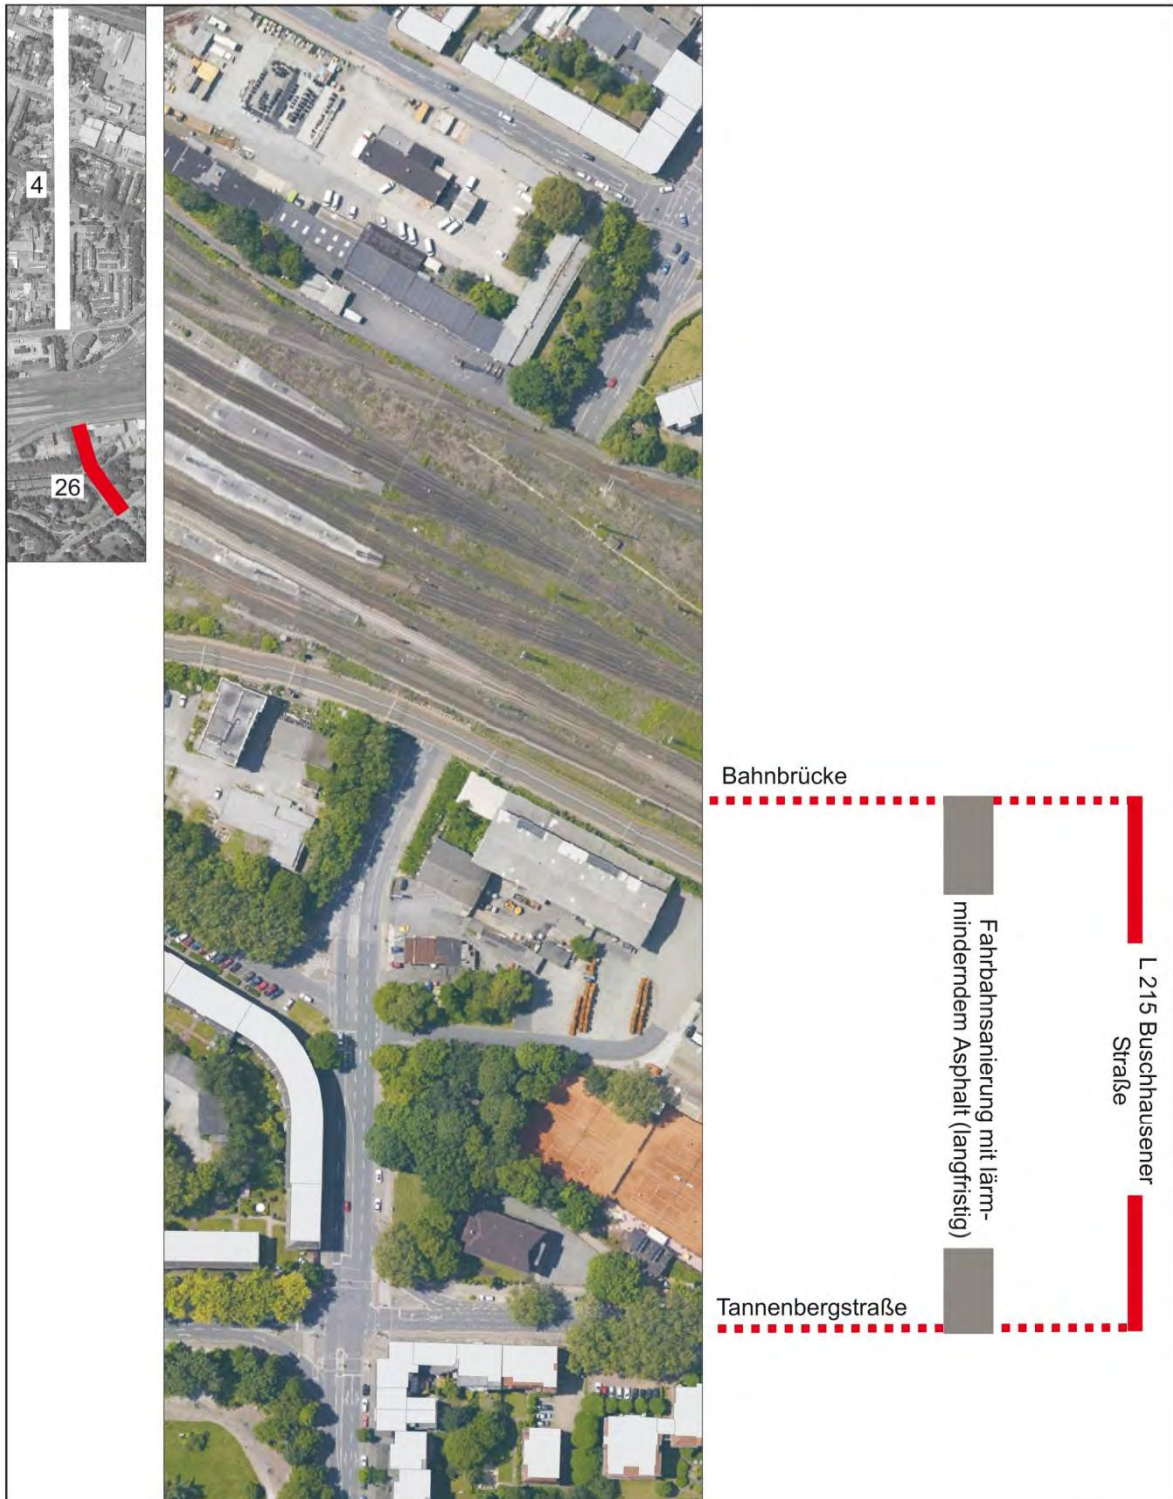 4
26
Bahnbrücke
Fahrbahnsanierung mit lärm-
minderndem Asphalt (langfristig)
L 215 Buschhausener
Straße
Tannenbergstraße